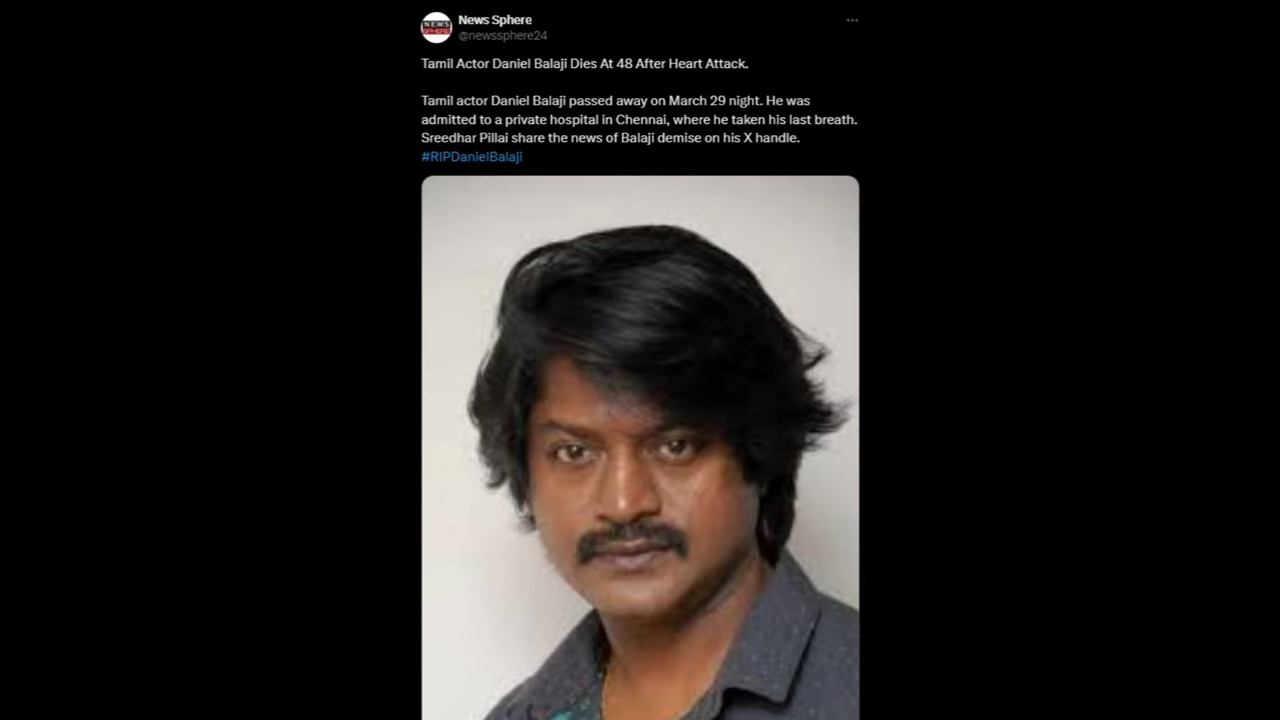 News Sphere
@newssphere24
Tamil Actor Daniel Balaji Dies At 48 After Heart Attack.
Tamil actor Daniel Balaji passed away on March 29 night. He was
admitted to a private hospital in Chennai, where he taken his last breath.
Sreedhar Pillai share the news of Balaji demise on his X handle.
#RIPDanielBalaji
NEWS
SPHERE